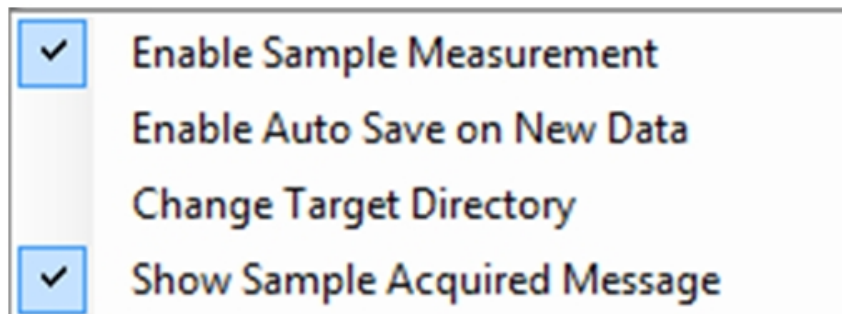 Enable Sample Measurement
Enable Auto Save on New Data
Change Target Directory
Show Sample Acquired Message